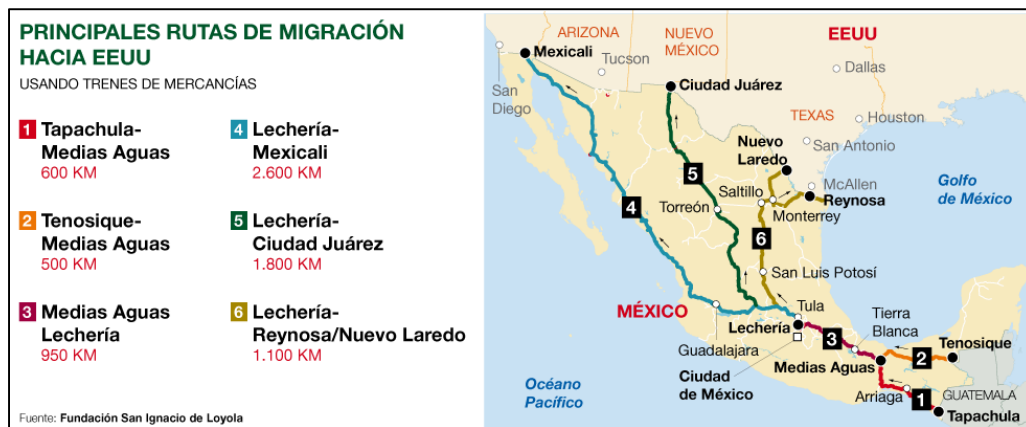 PRINCIPALES RUTAS DE MIGRACIÓN
HACIA EEUU
USANDO TRENES DE MERCANCÍAS
1 Tapachula-
Medias Aguas
600 KM
2 Tenosique-
Medias Aguas
500 KM
3 Medias Aguas
Lechería
950 KM
4 Lechería-
Mexicali
2.600 KM
5 Lechería-
Ciudad Juárez
1.800 KM
6 Lechería-
Reynosa/Nuevo Laredo
1.100 KM
Fuente: Fundación San Ignacio de Loyola
ARIZONA
NUEVO
MÉXICO
EEUU
Mexicali
Tucson
Dallas
San
Diego
Ciudad Juárez
TEXAS
Houston
San Antonio
Nuevo
Laredo
McAllen
Reynosa
Saltillo
Monterrey
Torreón
Golfo
de México
5
4
6
San Luis Potosí
MÉXICO
Tula
Lechería
Tierra
Blanca
3
Guadalajara
Ciudad
de México
Medias Aguas
2
Tenosique
Océano
Pacífico
Arriaga
1
GUATEMALA
Tapachula